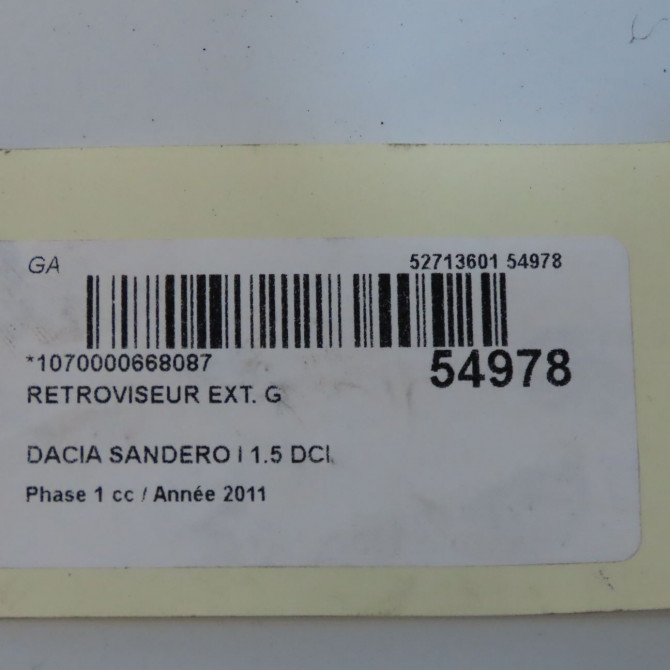 GA
52713601 54978
*1070000668087
54978
RETROVISEUR EXT. G
DACIA SANDERO I 1.5 DCI
Phase 1 cc / Année 2011